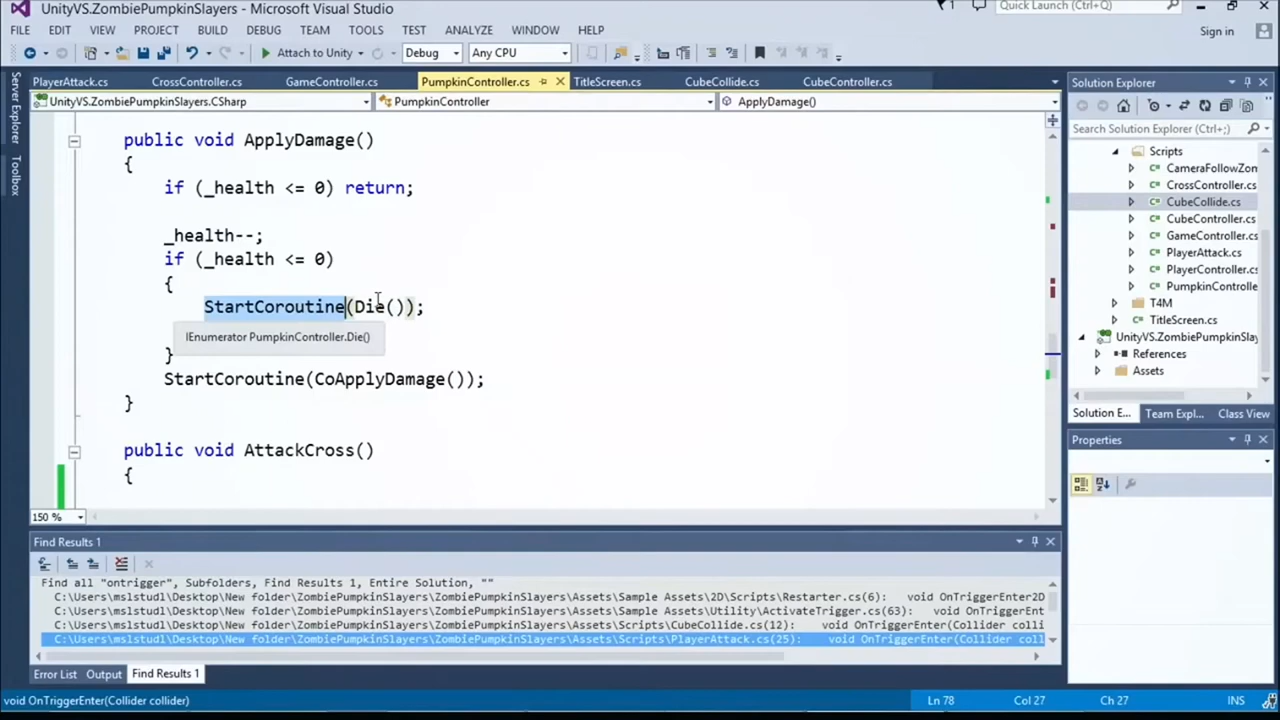 UnityVS.ZombiePumpkinSlayers - Microsoft Visual Studio
1
Quick Launch (Ctrl+Q)
FILE EDIT VIEW PROJECT BUILD DEBUG TEAM TOOLS TEST ANALYZE WINDOW HELP
Sign in
Attach to Unity
Debug
Any CPU
Server Explorer
Toolbox
PlayerAttack.cs CrossController.cs GameController.cs PumpkinController.cs TitleScreen.cs CubeCollide.cs CubeController.cs
UnityVS.ZombiePumpkinSlayers.CSharp
PumpkinController
ApplyDamage()
public void ApplyDamage()
{
if (_health <= 0) return;
_health--;
if (_health <= 0)
{
StartCoroutine(Die());
IEnumerator PumpkinController.Die()
}
StartCoroutine(CoApplyDamage());
}
public void AttackCross()
{
150 %
Solution Explorer
Search Solution Explorer (Ctrl+;)
Scripts
C# CameraFollowZom
C# CrossController.cs
C# CubeCollide.cs
C# CubeController.cs
C# GameController.cs
C# PlayerAttack.cs
C# PlayerController.cs
C# PumpkinControlle
T4M
C# TitleScreen.cs
UnityVS.ZombiePumpkinSlay
References
Assets
Solution E... Team Expl... Class View
Properties
Find Results 1
Find all "ontrigger", Subfolders, Find Results 1, Entire Solution, ""
C:\Users\mslstudl\Desktop\New folder\ZombiePumpkinSlayers\Assets\Sample Assets\2D\Scripts\Restarter.cs(6): void OnTriggerEnter2D
C:\Users\mslstudl\Desktop\New folder\ZombiePumpkinSlayers\Assets\Sample Assets\Utility\ActivateTrigger.cs(63): void OnTriggerEnt
C:\Users\mslstudl\Desktop\New folder\ZombiePumpkinSlayers\Assets\Scripts\CubeCollide.cs(12): void OnTriggerEnter(Collider colli
C:\Users\mslstudl\Desktop\New folder\ZombiePumpkinSlayers\Assets\Scripts\PlayerAttack.cs(25): void OnTriggerEnter(Collider coll
Error List Output Find Results 1
void OnTriggerEnter(Collider collider)
Ln 78 Col 27 Ch 27 INS